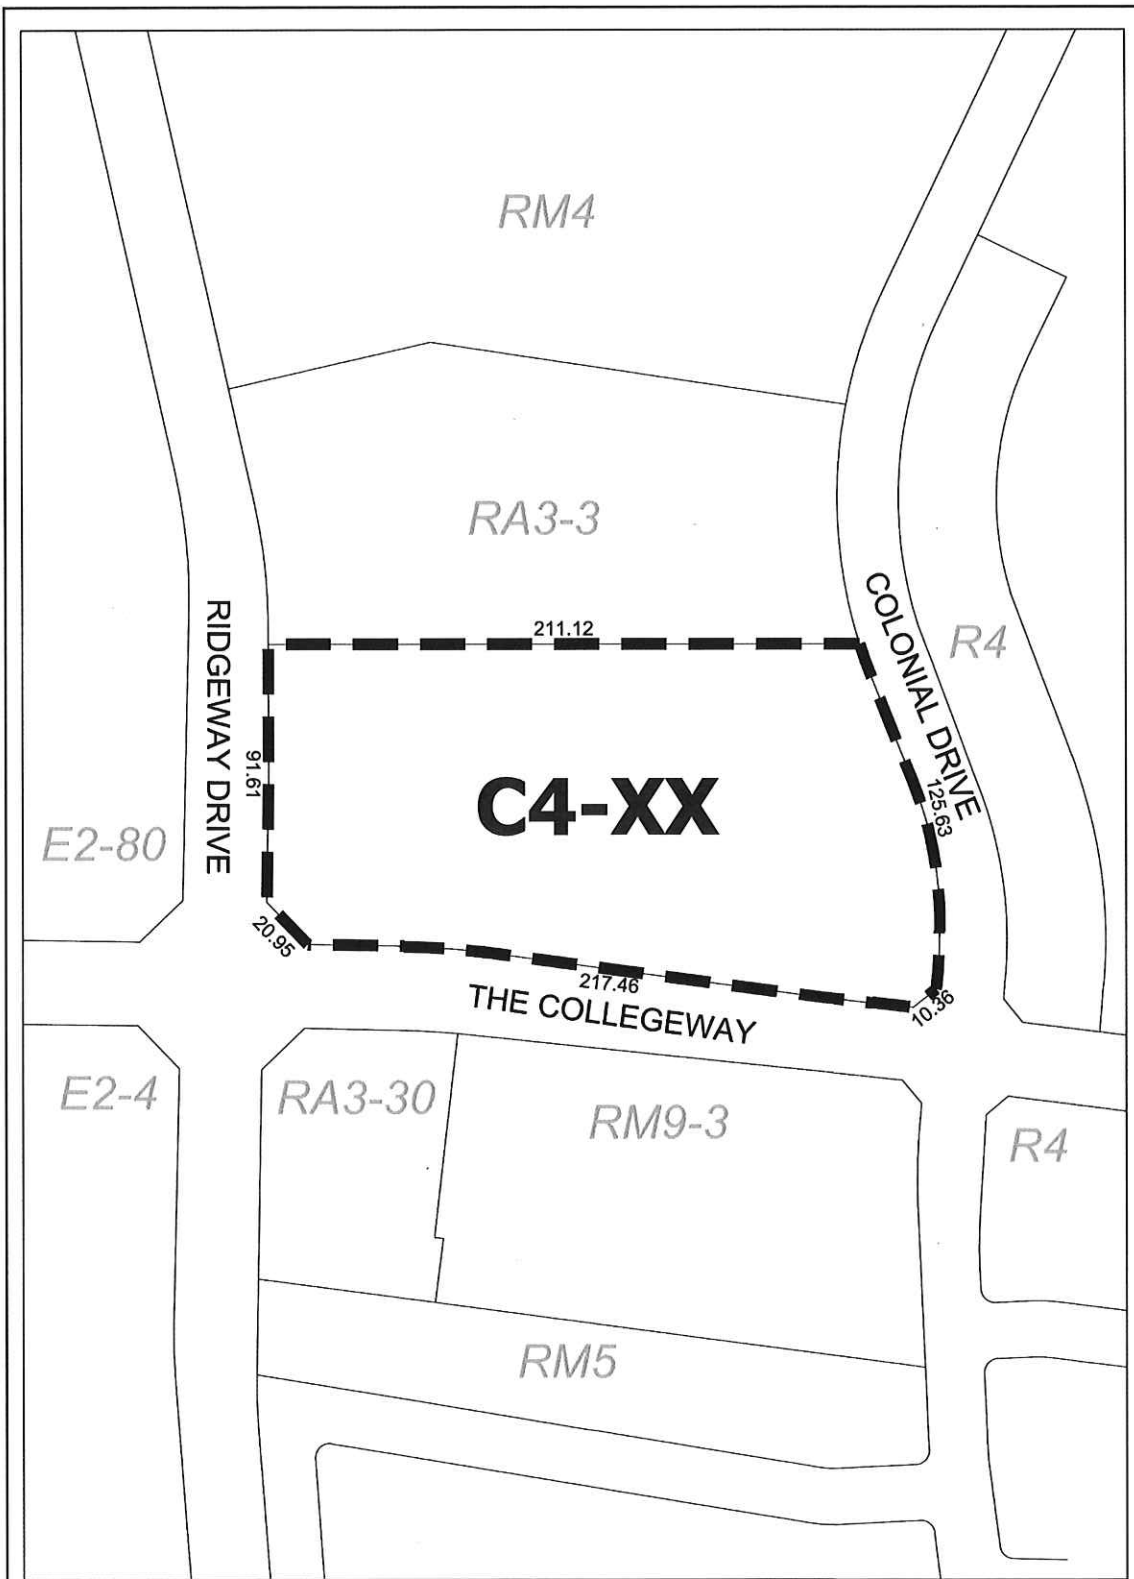 RM4
RA3-3
211.12
RIDGEWAY DRIVE
COLONIAL DRIVE
R4
91.61
C4-XX
125.63
E2-80
20.95
217.46
10.36
THE COLLEGEWAY
E2-4
RA3-30
RM9-3
R4
RM5